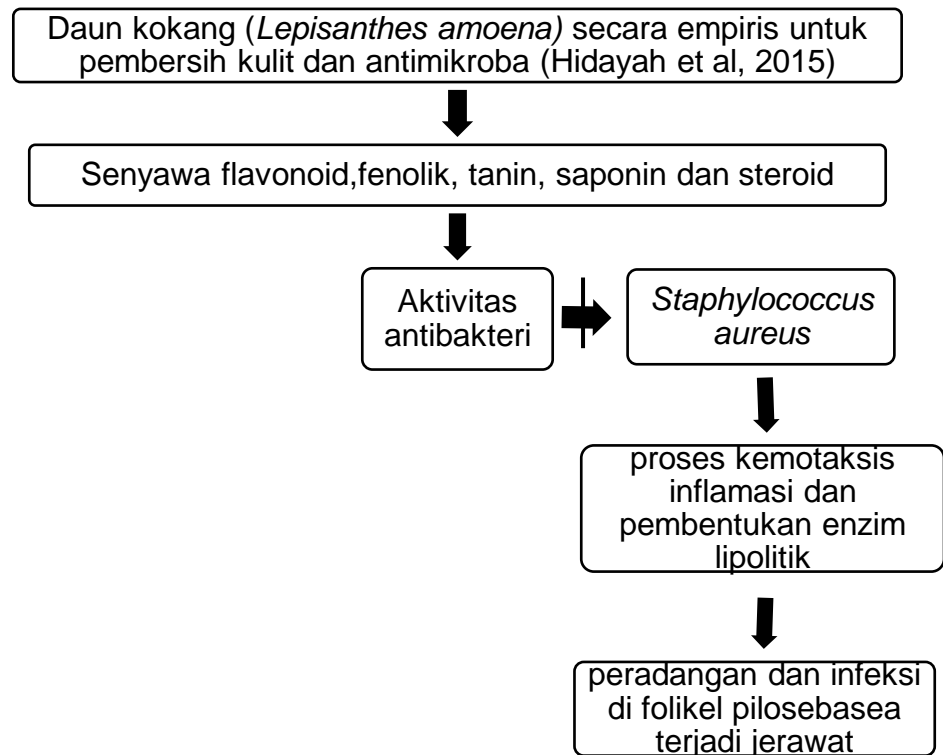 Daun kokang (Lepisanthes amoena) secara empiris untuk
pembersih kulit dan antimikroba (Hidayah et al, 2015)
Senyawa flavonoid,fenolik, tanin, saponin dan steroid
Aktivitas
antibakteri
Staphylococcus
aureus
proses kemotaksis
inflamasi dan
pembentukan enzim
lipolitik
peradangan dan infeksi
di folikel pilosebasea
terjadi jerawat